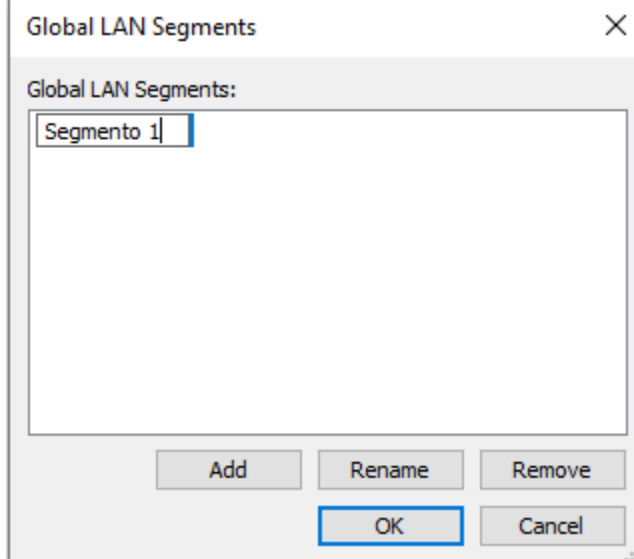 Global LAN Segments
Global LAN Segments:
Segmento 1
Add Rename Remove
OK Cancel